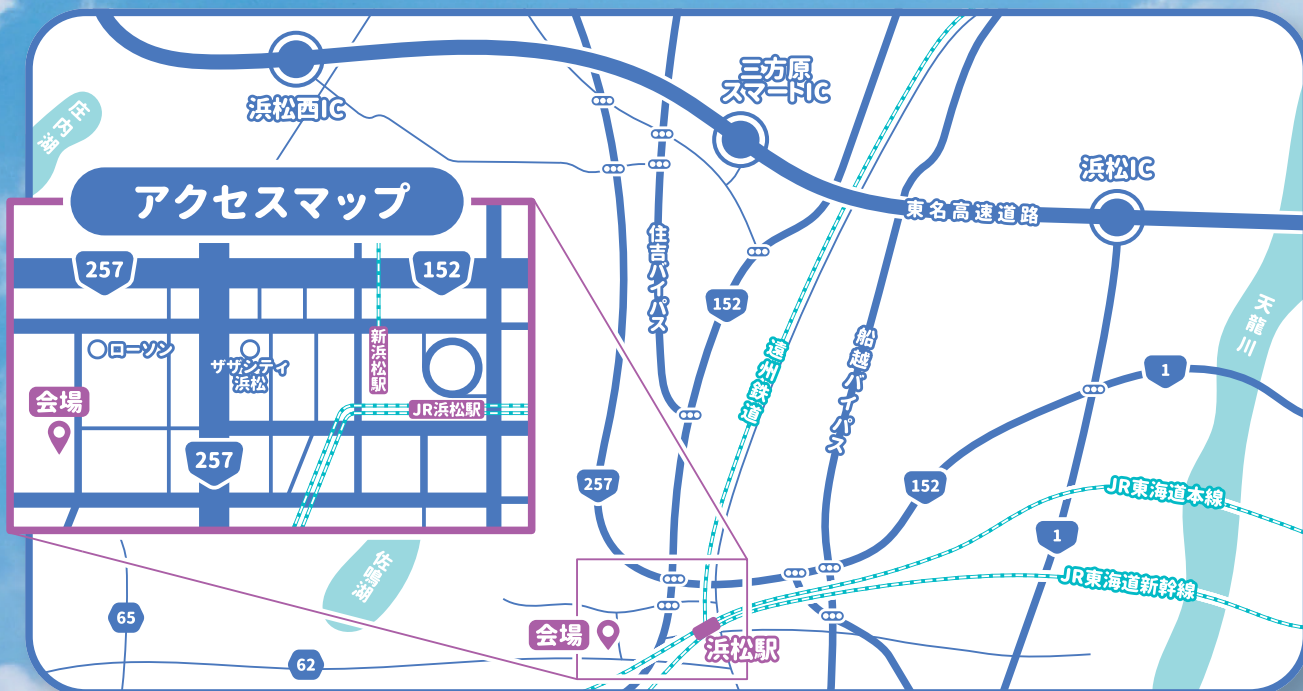 浜松西IC
三方原
スマートIC
浜松IC
庄内湖
東名高速道路
アクセスマップ
257
152
ローソン
ザザシティ
浜松
新浜松駅
会場
JR浜松駅
257
住吉バイパス
152
遠州鉄道
船越バイパス
天龍川
1
257
152
JR東海道本線
1
JR東海道新幹線
佐鳴湖
65
62
会場
浜松駅